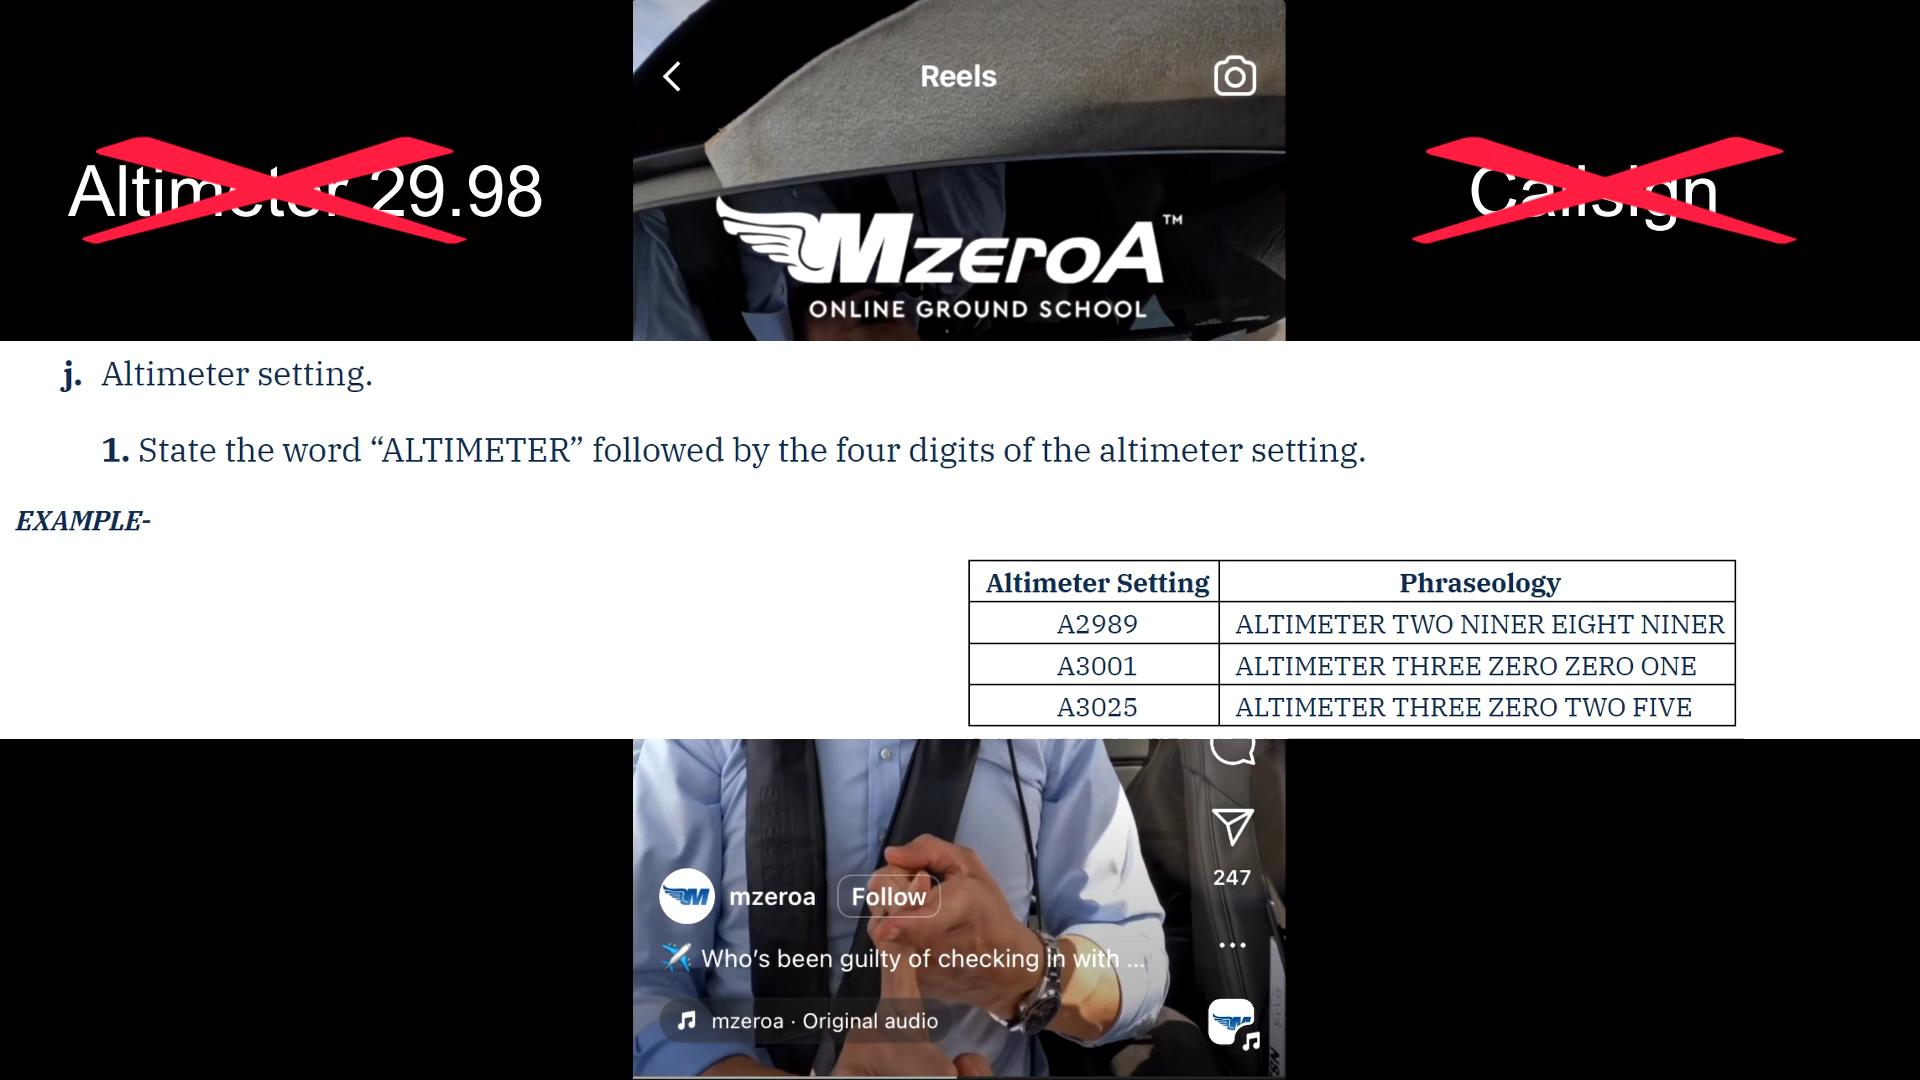 Altimeter 29.98
Reels
MzeroA™
ONLINE GROUND SCHOOL
Callsign
j. Altimeter setting.
1. State the word “ALTIMETER” followed by the four digits of the altimeter setting.
EXAMPLE-
Altimeter Setting Phraseology
A2989 ALTIMETER TWO NINER EIGHT NINER
A3001 ALTIMETER THREE ZERO ZERO ONE
A3025 ALTIMETER THREE ZERO TWO FIVE
247
mzeroa Follow
✈️ Who’s been guilty of checking in with ...
mzeroa · Original audio